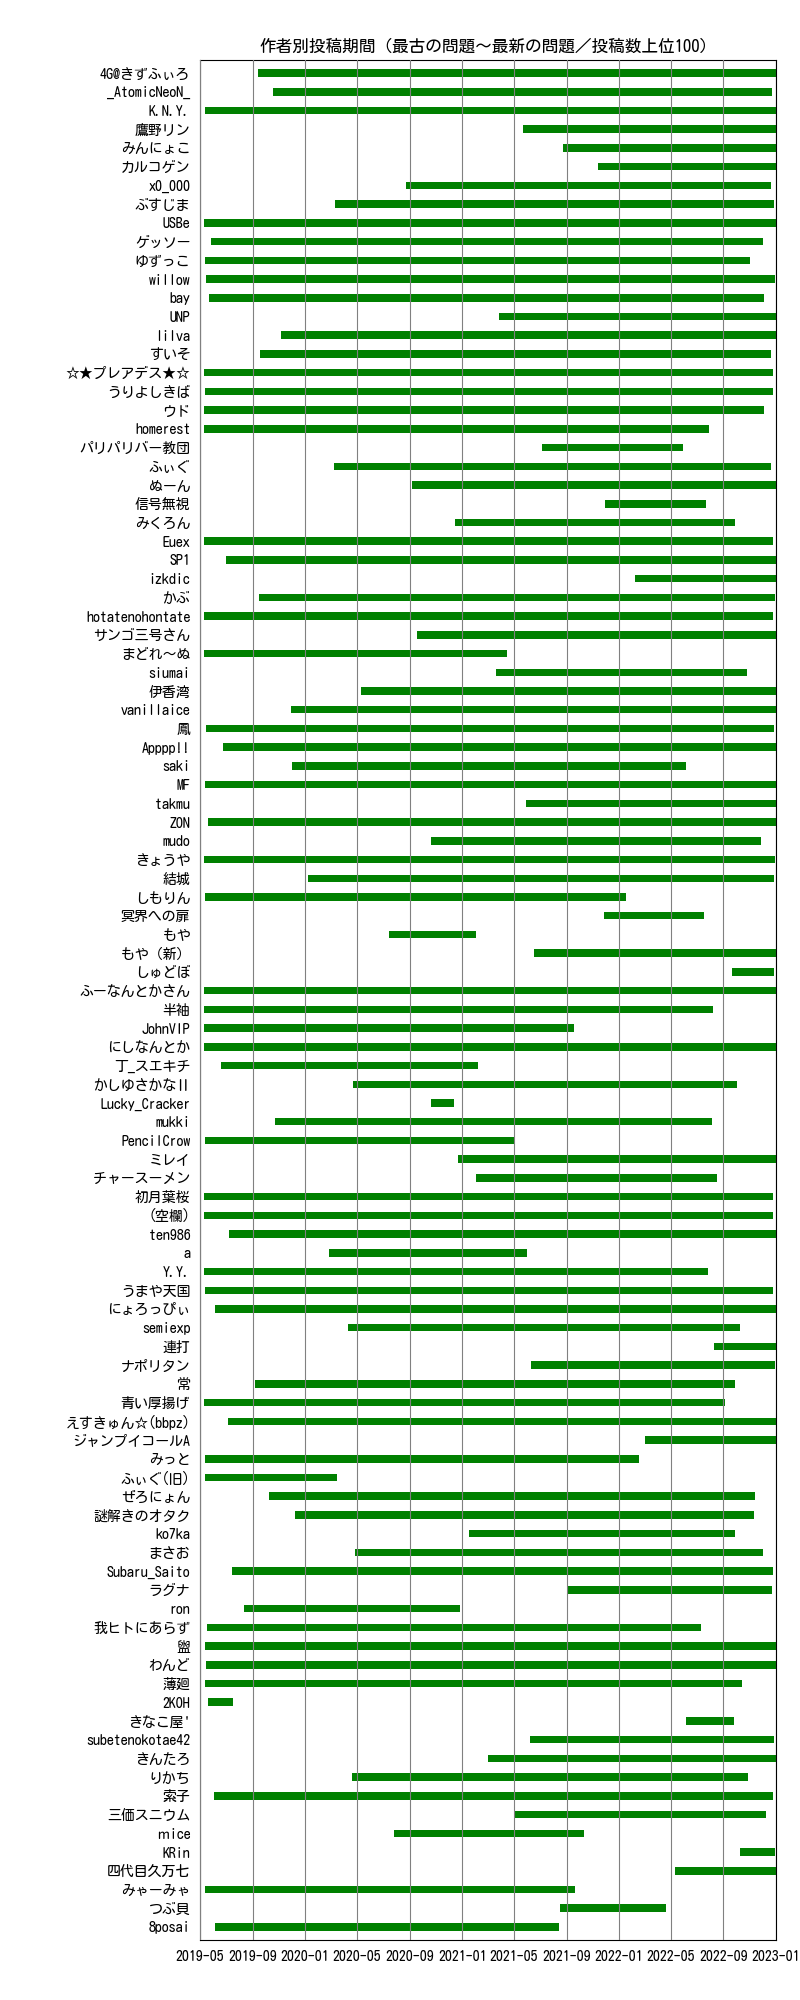 作者別投稿期間（最古の問題～最新の問題／投稿数上位100）
4G@きずふぃろ
_AtomicNeoN_
K.N.Y.
鷹野リン
みんにょこ
カルコゲン
x0_000
ぶすじま
USBe
ゲッソー
ゆずっこ
willow
bay
UNP
lilva
すいそ
☆★プレアデス★☆
うりよしきば
ウド
homerest
パリパリバー教団
ふぃぐ
ぬーん
信号無視
みくろん
Euex
SP1
izkdic
かぶ
hotatenohontate
サンゴ三号さん
まどれ～ぬ
siumai
伊香湾
vanillaice
鳳
AppppII
saki
MF
takmu
ZON
mudo
きょうや
結城
しもりん
冥界への扉
もや
もや（新）
しゅどぼ
ふーなんとかさん
半袖
JohnVIP
にしなんとか
丁_スエキチ
かしゆさかなⅡ
Lucky_Cracker
mukki
PencilCrow
ミレイ
チャースーメン
初月葉桜
(空欄)
ten986
a
Y.Y.
うまや天国
にょろっぴぃ
semiexp
連打
ナポリタン
常
青い厚揚げ
えすきゅん☆(bbpz)
ジャンプイコールA
みっと
ふぃぐ(旧)
ぜろにょん
謎解きのオタク
ko7ka
まさお
Subaru_Saito
ラグナ
ron
我ヒトにあらず
盥
わんど
薄廻
2KOH
きなこ屋'
subetenokotae42
きんたろ
りかち
索子
三価スニウム
mice
KRin
四代目久万七
みゃーみゃ
つぶ貝
8posai
2019-05 2019-09 2020-01 2020-05 2020-09 2021-01 2021-05 2021-09 2022-01 2022-05 2022-09 2023-01